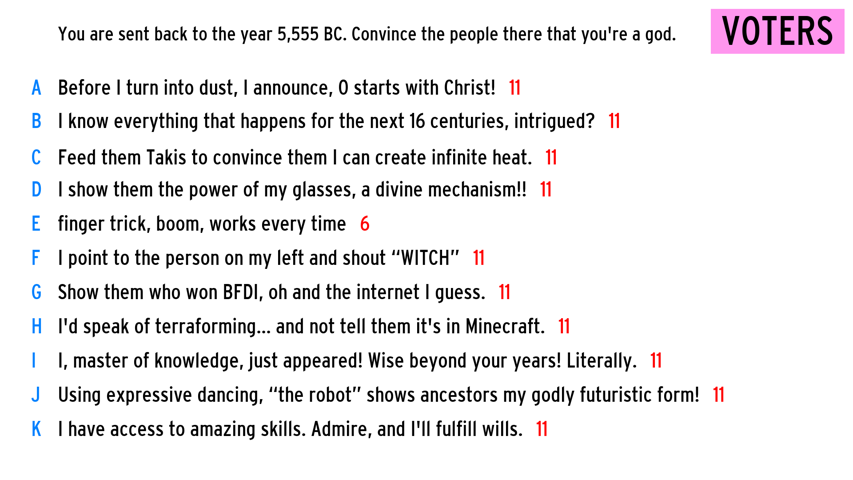 You are sent back to the year 5,555 BC. Convince the people there that you're a god.
VOTERS
A Before I turn into dust, I announce, O starts with Christ! 11
B I know everything that happens for the next 16 centuries, intrigued? 11
C Feed them Takis to convince them I can create infinite heat. 11
D I show them the power of my glasses, a divine mechanism!! 11
E finger trick, boom, works every time 6
F I point to the person on my left and shout “WITCH” 11
G Show them who won BFDI, oh and the internet I guess. 11
H I'd speak of terraforming... and not tell them it's in Minecraft. 11
I I, master of knowledge, just appeared! Wise beyond your years! Literally. 11
J Using expressive dancing, “the robot” shows ancestors my godly futuristic form! 11
K I have access to amazing skills. Admire, and I'll fulfill wills. 11